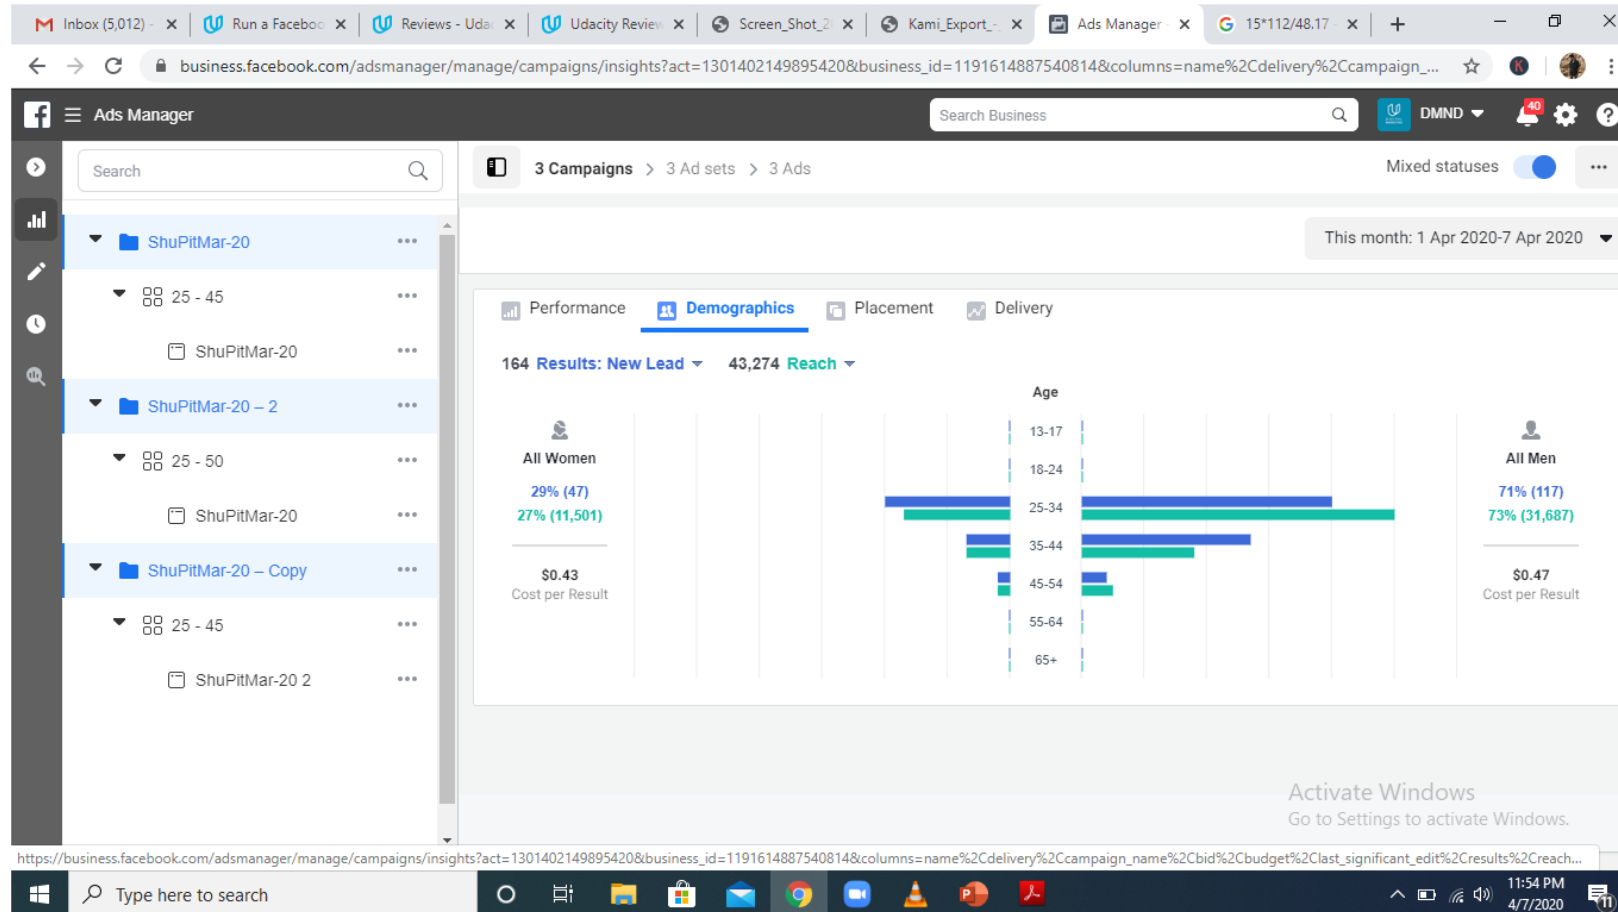 Inbox (5,012) -
Run a Faceboo
Reviews - Uda
Udacity Review
Screen_Shot_2
Kami_Export_-_
Ads Manager -
15*112/48.17 -
business.facebook.com/adsmanager/manage/campaigns/insights?act=1301402149895420&business_id=1191614887540814&columns=name%2Cdelivery%2Ccampaign_...
K
Ads Manager
Search Business
DMND
40
Search
3 Campaigns > 3 Ad sets > 3 Ads
Mixed statuses
ShuPitMar-20
25 - 45
ShuPitMar-20
ShuPitMar-20 – 2
25 - 50
ShuPitMar-20
ShuPitMar-20 – Copy
25 - 45
ShuPitMar-20 2
This month: 1 Apr 2020-7 Apr 2020
Performance
Demographics
Placement
Delivery
164 Results: New Lead
43,274 Reach
Age
All Women
29% (47)
27% (11,501)
$0.43
Cost per Result
13-17
18-24
25-34
35-44
45-54
55-64
65+
All Men
71% (117)
73% (31,687)
$0.47
Cost per Result
Activate Windows
Go to Settings to activate Windows.
https://business.facebook.com/adsmanager/manage/campaigns/insights?act=1301402149895420&business_id=1191614887540814&columns=name%2Cdelivery%2Ccampaign_name%2Cbid%2Cbudget%2Clast_significant_edit%2Cresults%2Creach...
Type here to search
11:54 PM
4/7/2020
11